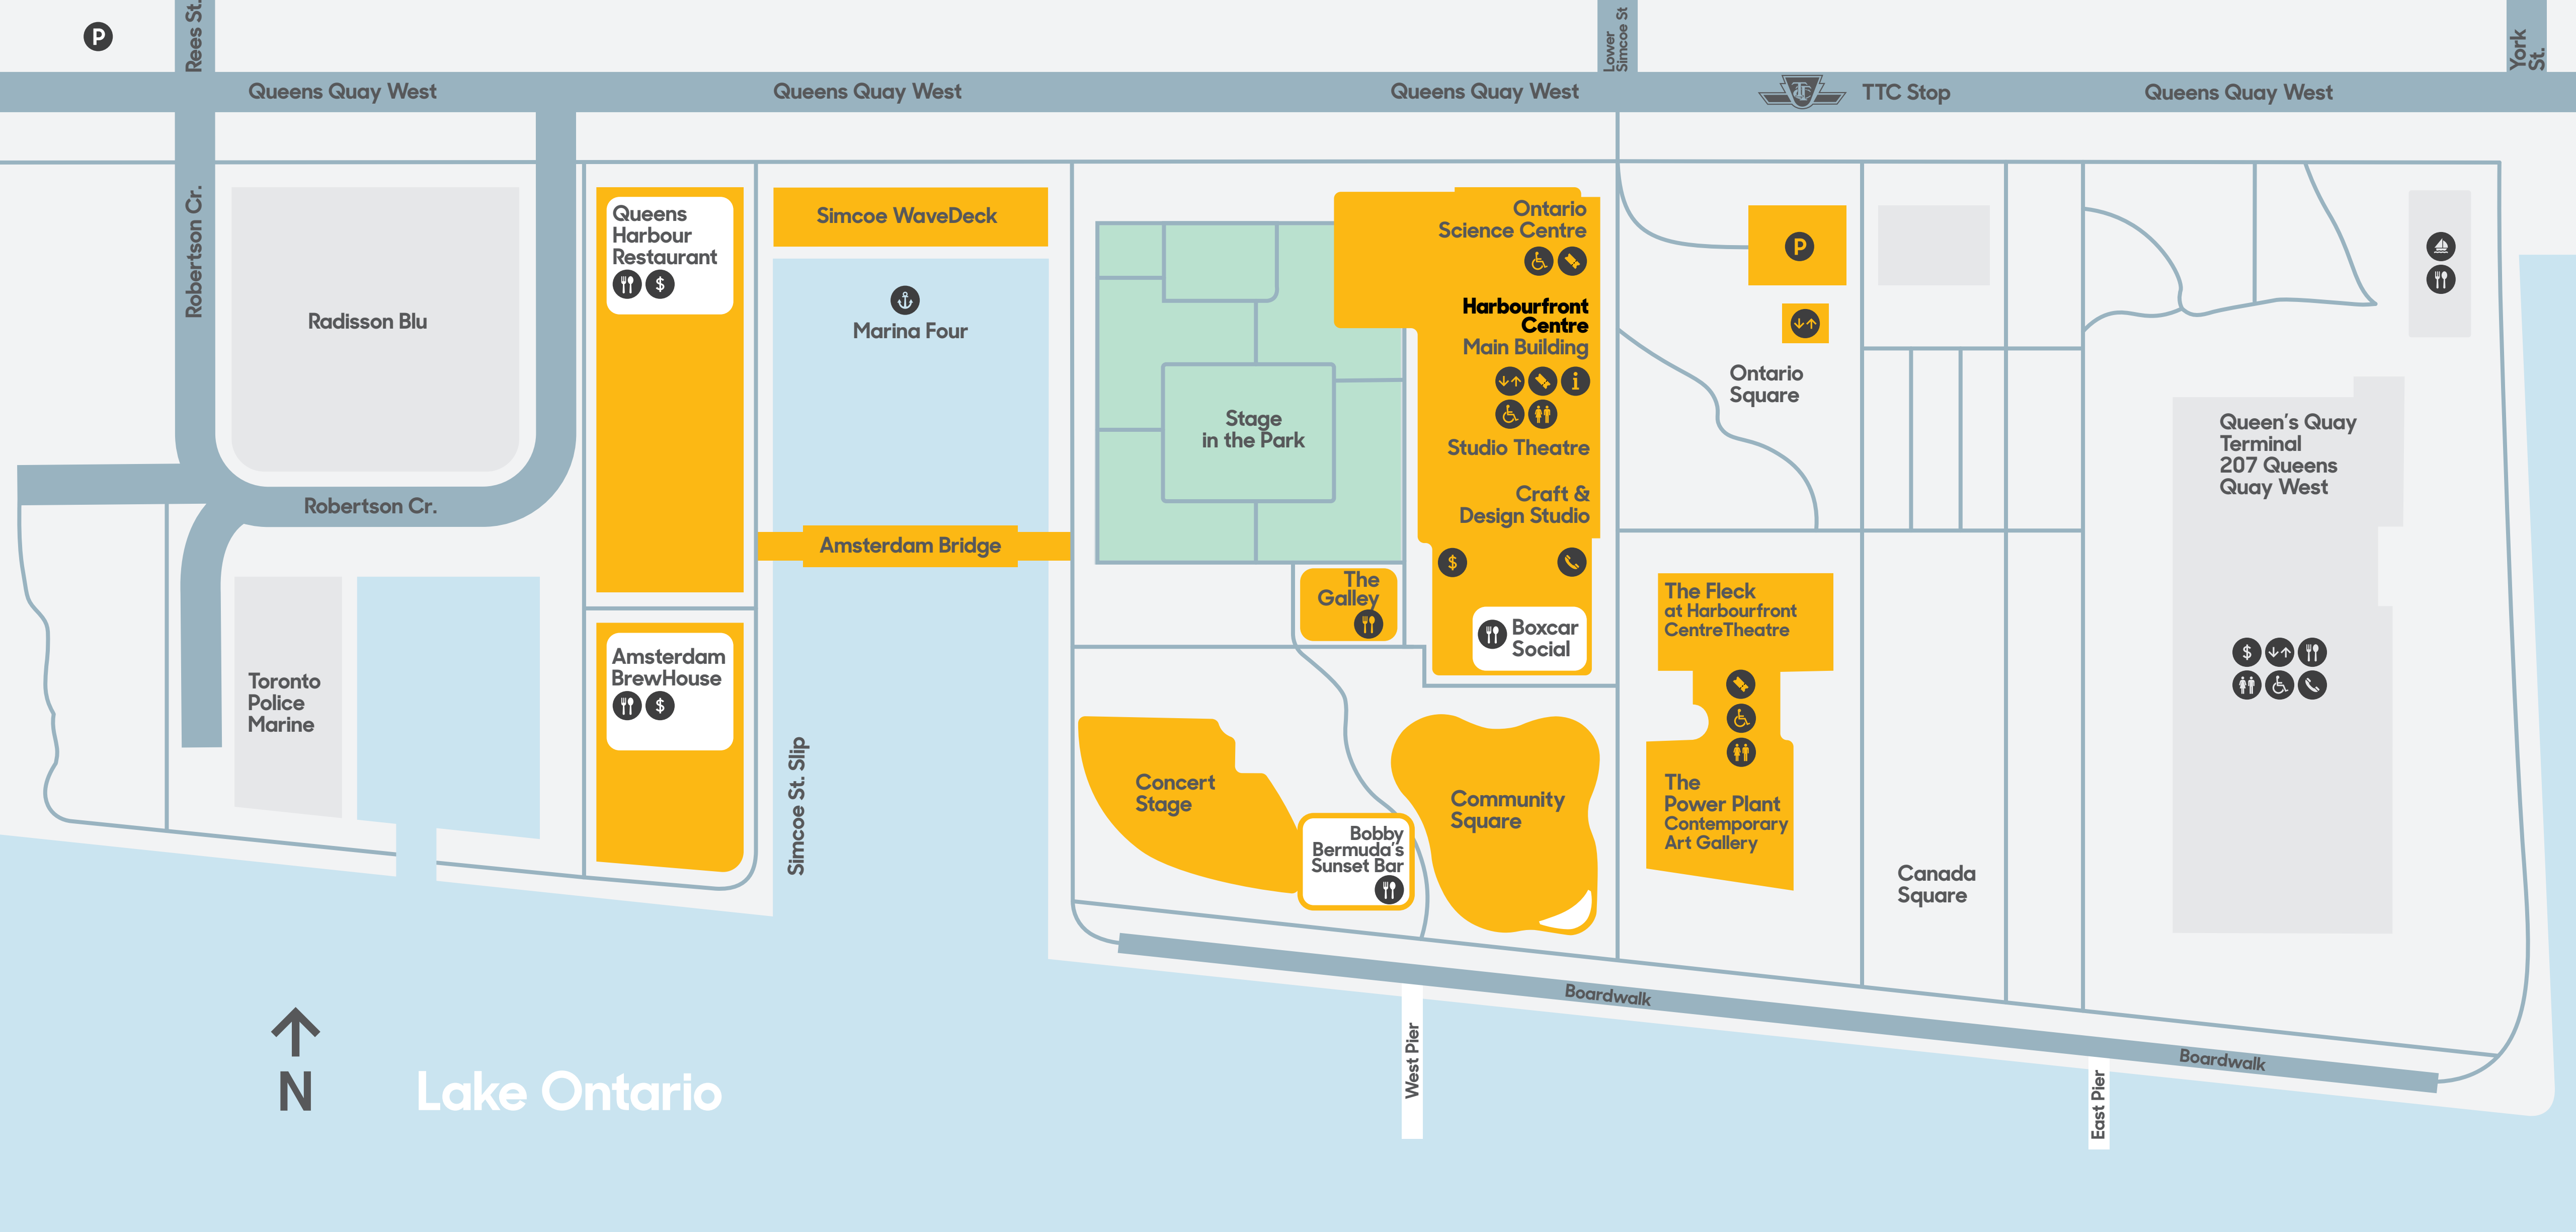 P
Rees St.
Lower
Simcoe St
York
St.
Queens Quay West
Queens Quay West
Queens Quay West
TTC
TTC Stop
Queens Quay West
Robertson Cr.
Radisson Blu
Robertson Cr.
Toronto
Police
Marine
Queens
Harbour
Restaurant
$
Amsterdam
BrewHouse
$
Simcoe WaveDeck
Marina Four
Amsterdam Bridge
Simcoe St. Slip
Stage
in the Park
Ontario
Science Centre
Harbourfront
Centre
Main Building
i
Studio Theatre
Craft &
Design Studio
$
Boxcar
Social
The
Galley
Concert
Stage
Bobby
Bermuda's
Sunset Bar
Community
Square
P
Ontario
Square
The Fleck
at Harbourfront
CentreTheatre
The
Power Plant
Contemporary
Art Gallery
Canada
Square
Queen's Quay
Terminal
207 Queens
Quay West
$
Boardwalk
Boardwalk
West Pier
East Pier
N
Lake Ontario